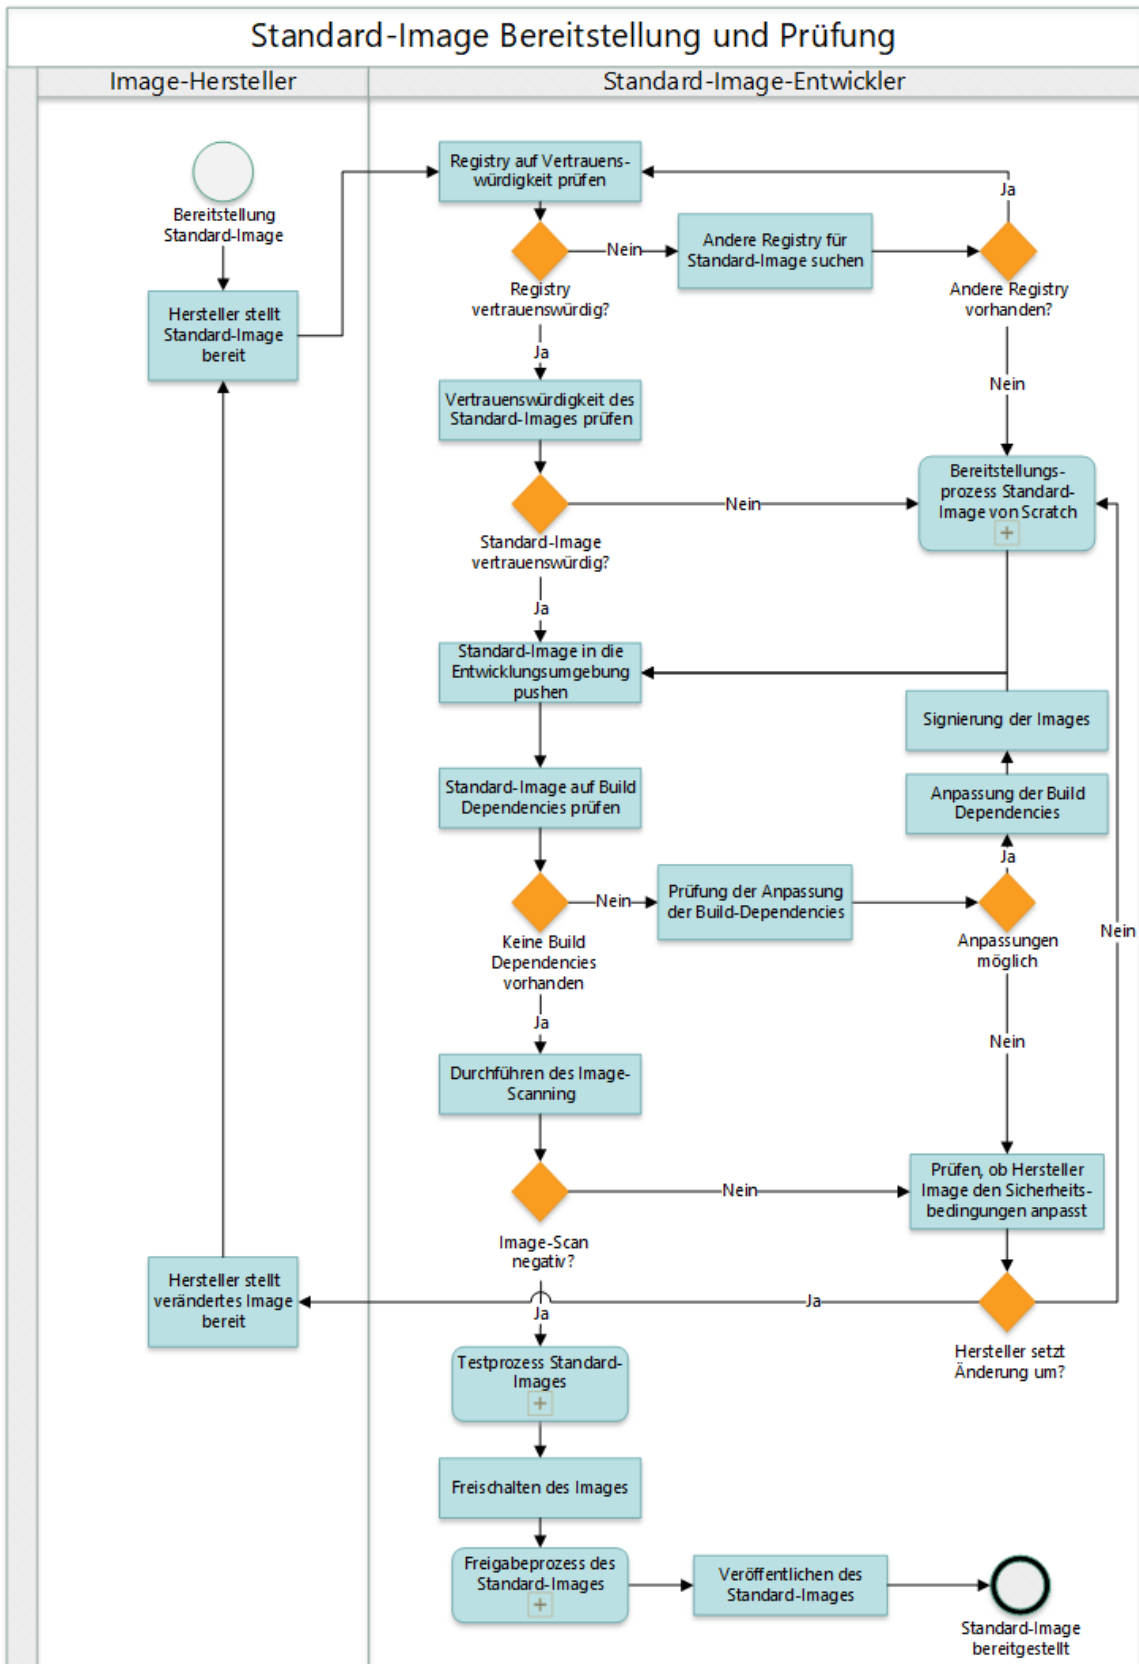 Standard-Image Bereitstellung und Prüfung
Image-Hersteller
Standard-Image-Entwickler
Bereitstellung
Standard-Image
Hersteller stellt
Standard-Image
bereit
Registry auf Vertrauens-
würdigkeit prüfen
Ja
Nein
Andere Registry für
Standard-Image suchen
Registry
vertrauenswürdig?
Andere Registry
vorhanden?
Ja
Nein
Vertrauenswürdigkeit des
Standard-Images prüfen
Bereitstellungs-
prozess Standard-
Image von Scratch
+
Nein
Standard-Image
vertrauenswürdig?
Ja
Standard-Image in die
Entwicklungsumgebung
pushen
Signierung der Images
Standard-Image auf Build
Dependencies prüfen
Anpassung der Build
Dependencies
Ja
Nein
Prüfung der Anpassung
der Build-Dependencies
Keine Build
Dependencies
vorhanden
Anpassungen
möglich
Nein
Ja
Nein
Durchführen des Image-
Scanning
Nein
Prüfen, ob Hersteller
Image den Sicherheits-
bedingungen anpasst
Image-Scan
negativ?
Hersteller stellt
verändertes Image
bereit
Ja
Ja
Hersteller setzt
Änderung um?
Testprozess Standard-
Images
+
Freischalten des Images
Freigabeprozess des
Standard-Images
+
Veröffentlichen des
Standard-Images
Standard-Image
bereitgestellt